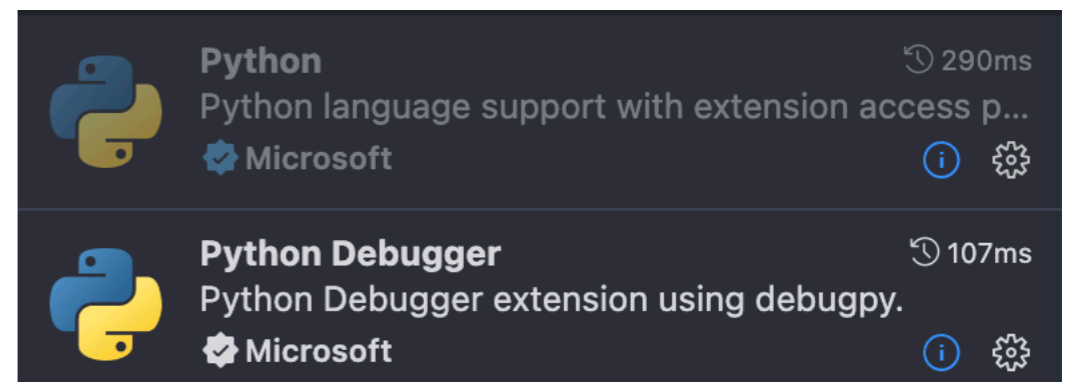 Python 290ms
Python language support with extension access p...
Microsoft
Python Debugger 107ms
Python Debugger extension using debugpy.
Microsoft